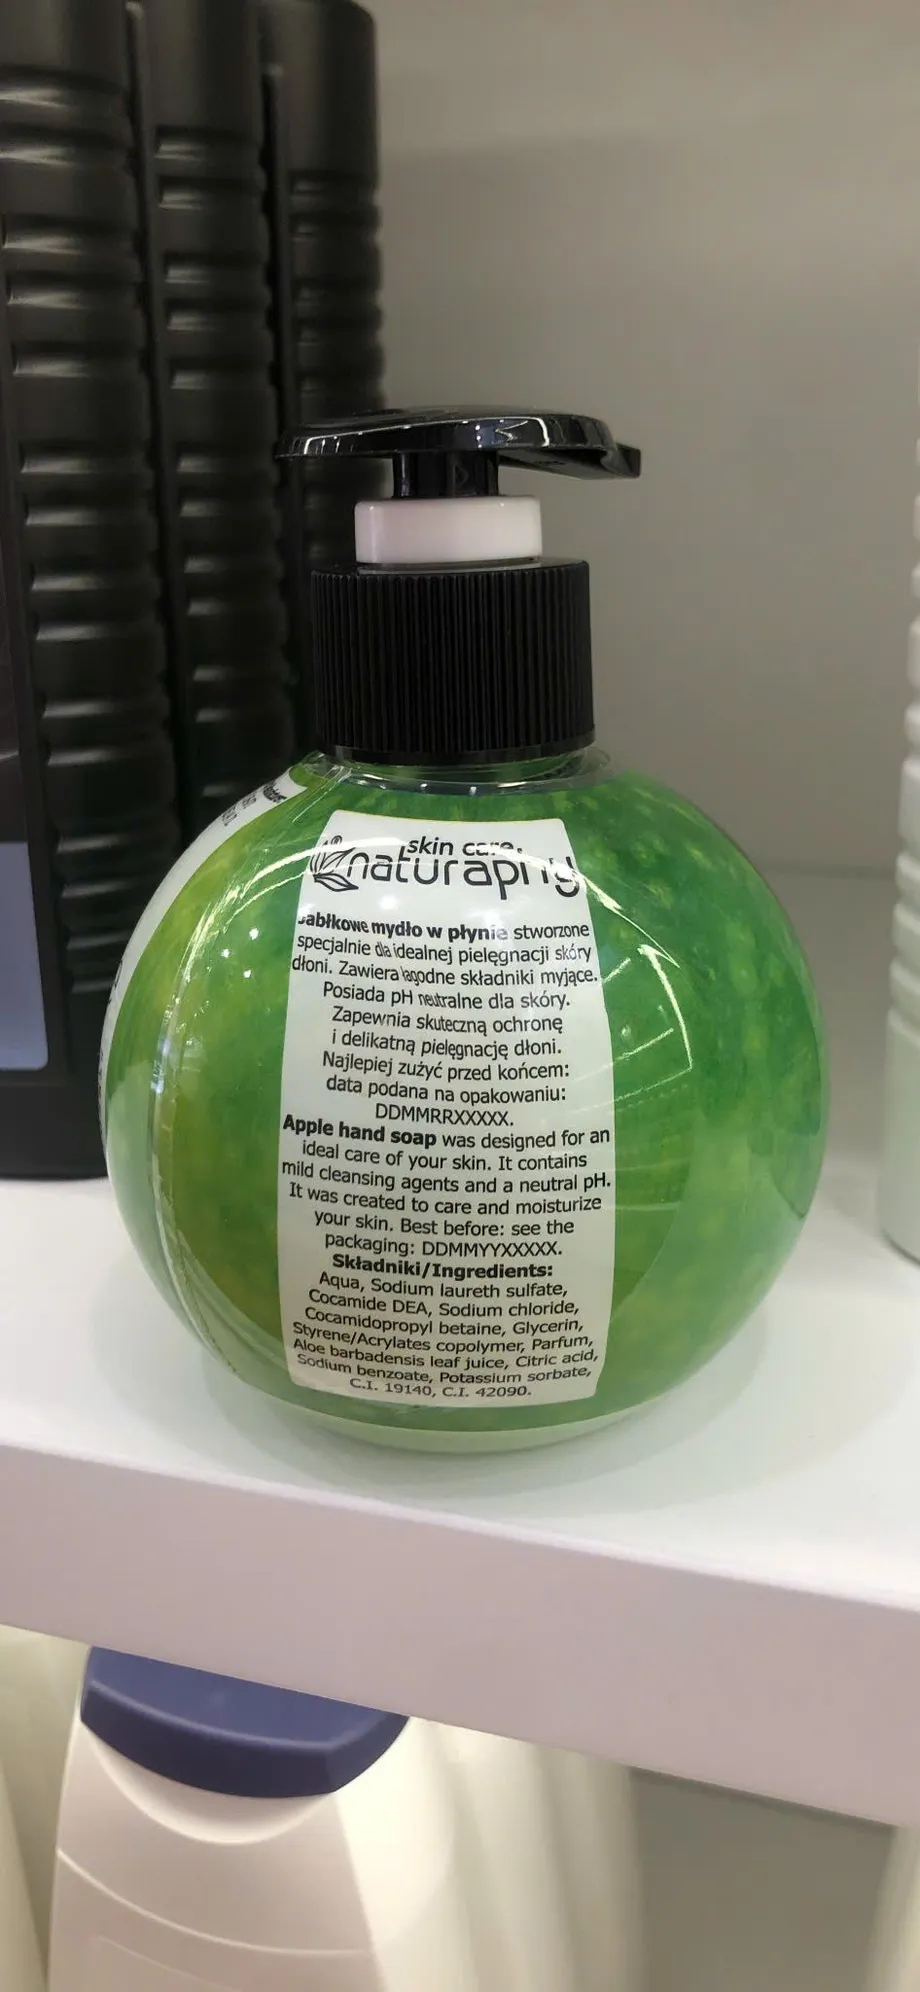 skin care.
naturaphy
Jabłkowe mydło w płynie stworzone
specjalnie dla idealnej pielęgnacji skóry
dłoni. Zawiera łagodne składniki myjące.
Posiada pH neutralne dla skóry.
Zapewnia skuteczną ochronę
i delikatną pielęgnację dłoni.
Najlepiej zużyć przed końcem:
data podana na opakowaniu:
DDMMRRXXXXX.
Apple hand soap was designed for an
ideal care of your skin. It contains
mild cleansing agents and a neutral pH.
It was created to care and moisturize
your skin. Best before: see the
packaging: DDMMYYXXXXX.
Składniki/Ingredients:
Aqua, Sodium laureth sulfate,
Cocamide DEA, Sodium chloride,
Cocamidopropyl betaine, Glycerin,
Styrene/Acrylates copolymer, Parfum,
Aloe barbadensis leaf juice, Citric acid,
Sodium benzoate, Potassium sorbate,
C.I. 19140, C.I. 42090.